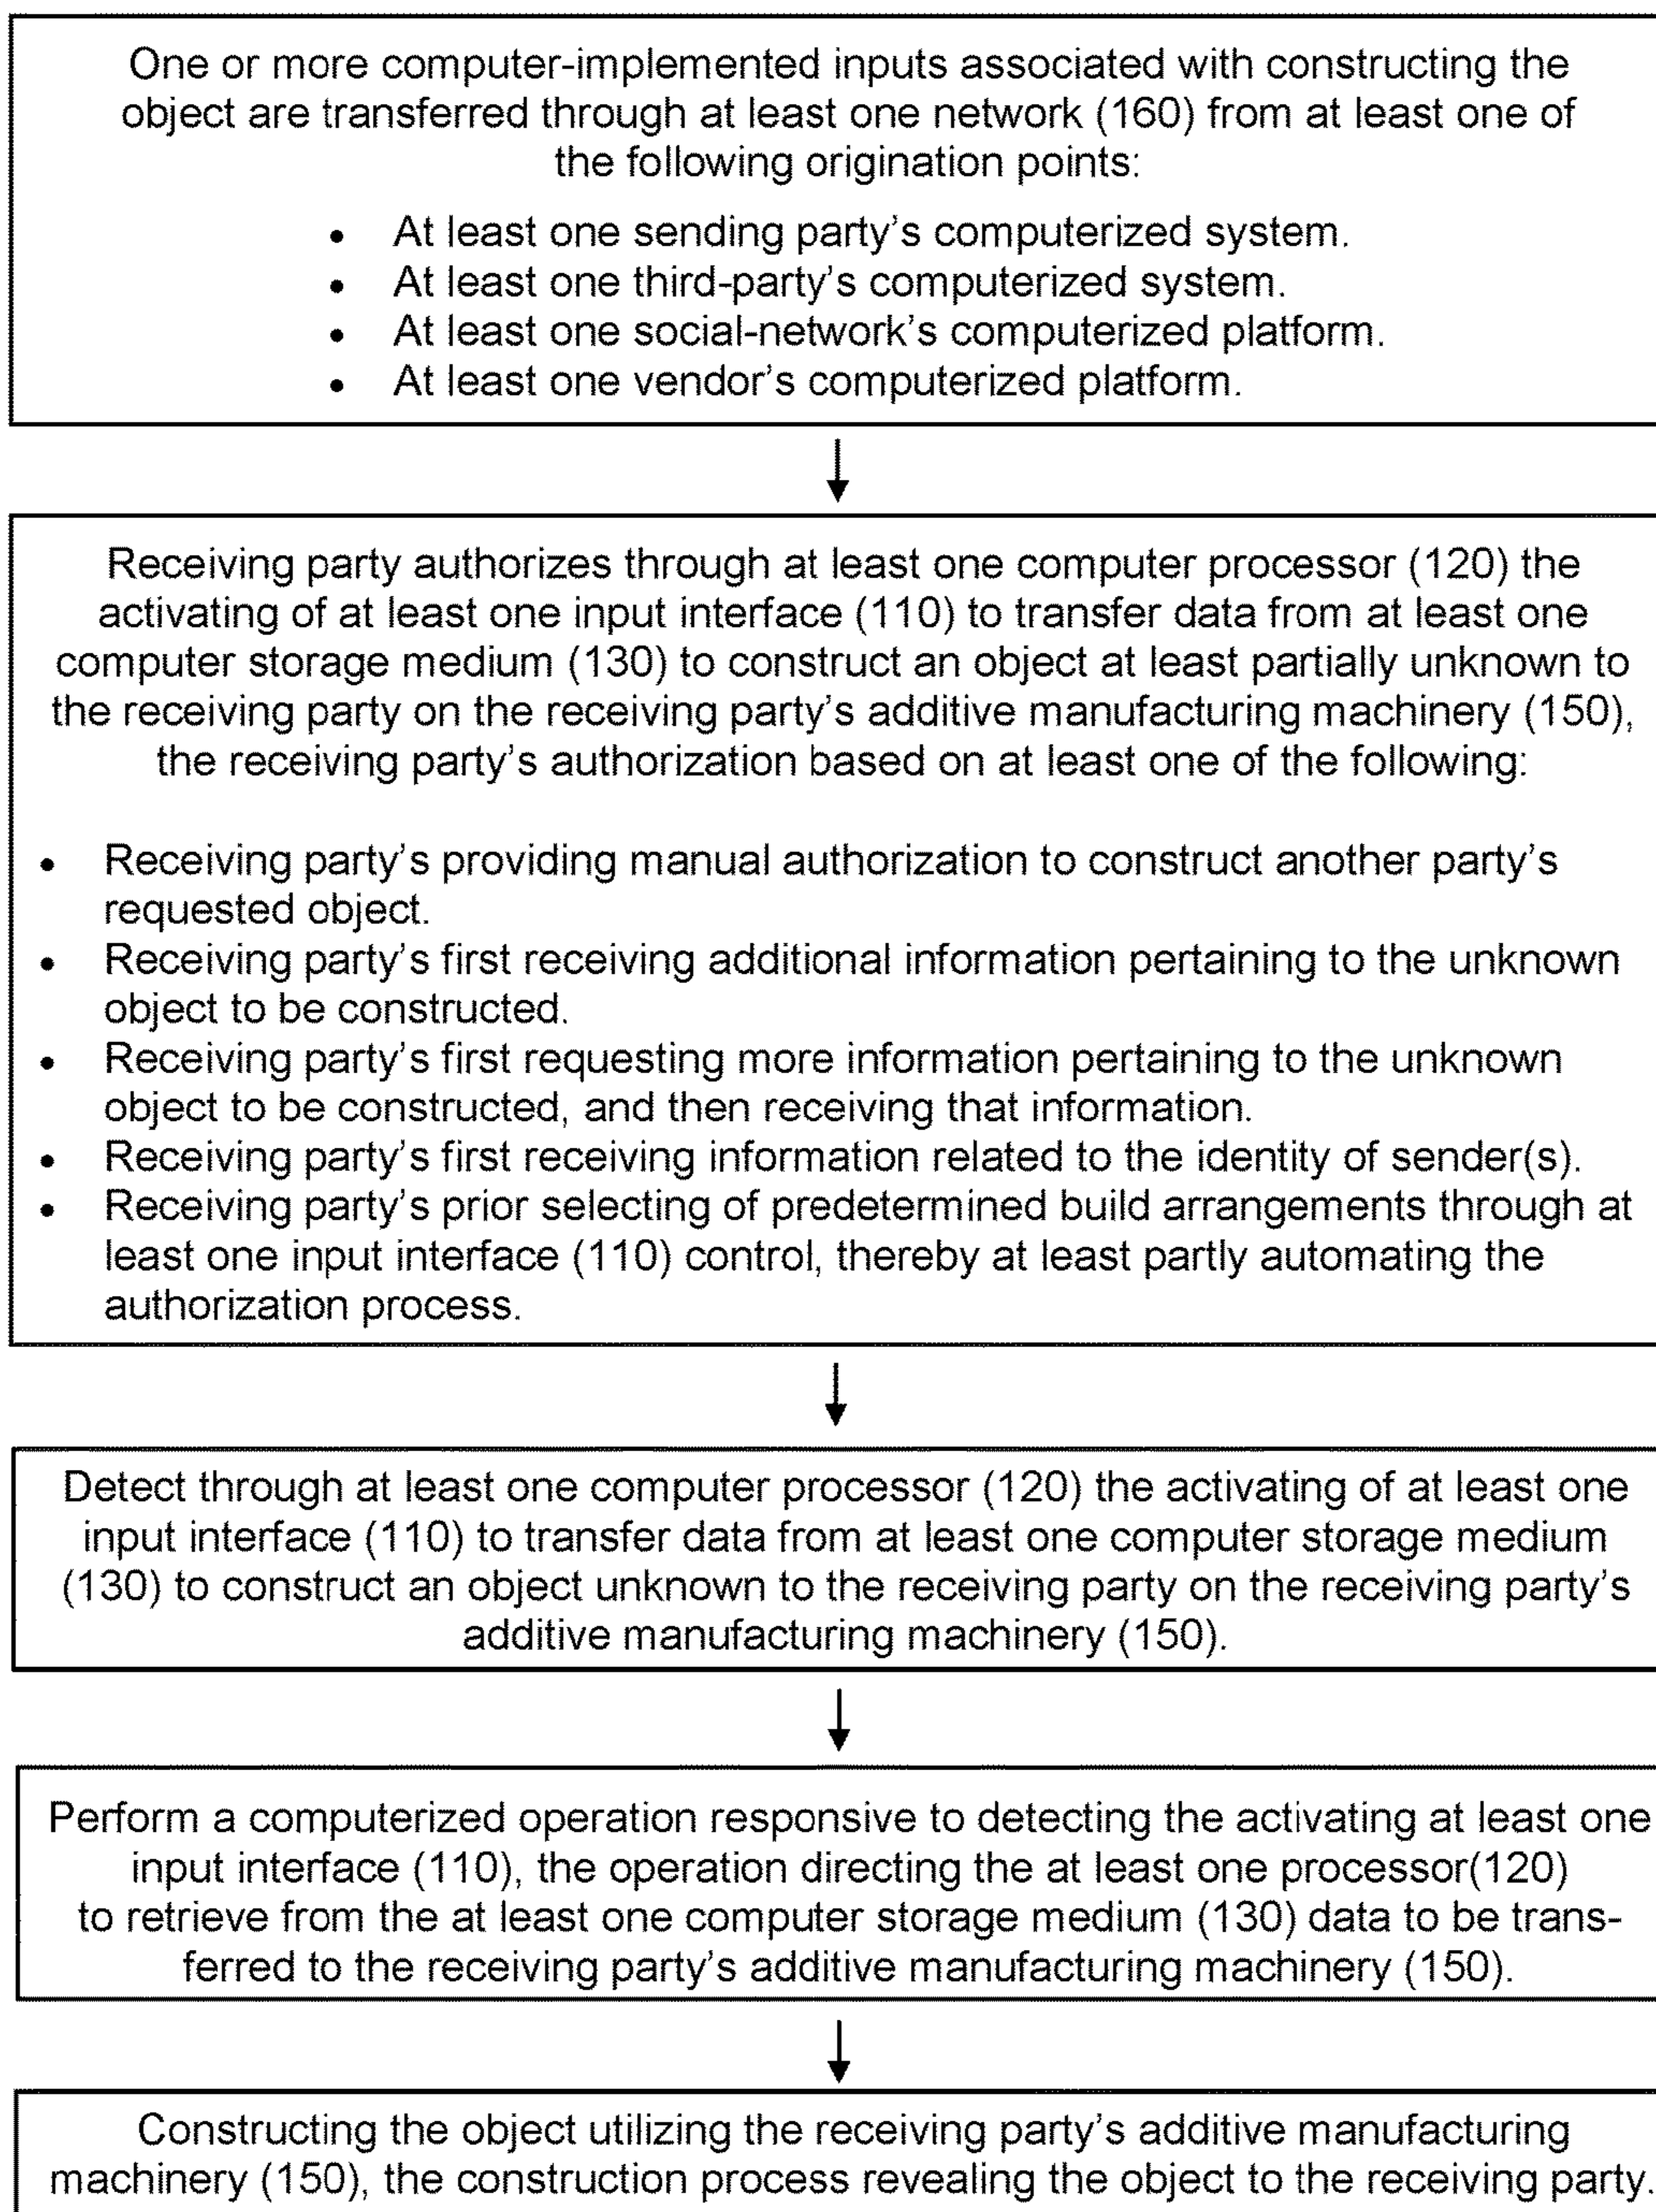 One or more computer-implemented inputs associated with constructing the
object are transferred through at least one network (160) from at least one of
the following origination points:
• At least one sending party's computerized system.
• At least one third-party's computerized system.
• At least one social-network's computerized platform.
• At least one vendor's computerized platform.
Receiving party authorizes through at least one computer processor (120) the
activating of at least one input interface (110) to transfer data from at least one
computer storage medium (130) to construct an object at least partially unknown to
the receiving party on the receiving party's additive manufacturing machinery (150),
the receiving party's authorization based on at least one of the following:
• Receiving party's providing manual authorization to construct another party's
requested object.
• Receiving party's first receiving additional information pertaining to the unknown
object to be constructed.
• Receiving party's first requesting more information pertaining to the unknown
object to be constructed, and then receiving that information.
• Receiving party's first receiving information related to the identity of sender(s).
• Receiving party's prior selecting of predetermined build arrangements through at
least one input interface (110) control, thereby at least partly automating the
authorization process.
Detect through at least one computer processor (120) the activating of at least one
input interface (110) to transfer data from at least one computer storage medium
(130) to construct an object unknown to the receiving party on the receiving party's
additive manufacturing machinery (150).
Perform a computerized operation responsive to detecting the activating at least one
input interface (110), the operation directing the at least one processor(120)
to retrieve from the at least one computer storage medium (130) data to be trans-
ferred to the receiving party's additive manufacturing machinery (150).
Constructing the object utilizing the receiving party's additive manufacturing
machinery (150), the construction process revealing the object to the receiving party.